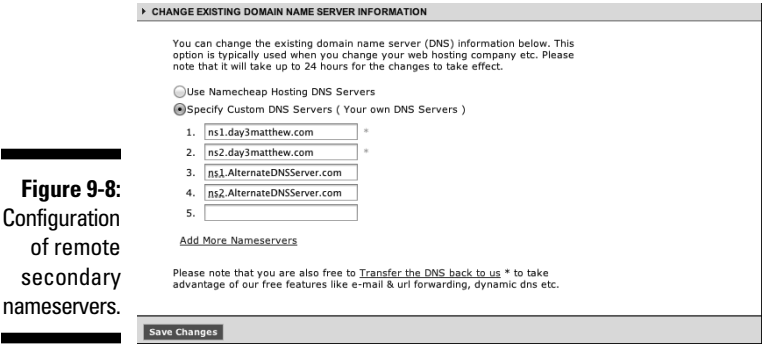 CHANGE EXISTING DOMAIN NAME SERVER INFORMATION
You can change the existing domain name server (DNS) information below. This
option is typically used when you change your web hosting company etc. Please
note that it will take up to 24 hours for the changes to take effect.
Use Namecheap Hosting DNS Servers
Specify Custom DNS Servers ( Your own DNS Servers )
1. ns1.day3matthew.com *
2. ns2.day3matthew.com *
3. ns1.AlternateDNSServer.com
4. ns2.AlternateDNSServer.com
5.
Add More Nameservers
Please note that you are also free to Transfer the DNS back to us * to take
advantage of our free features like e-mail & url forwarding, dynamic dns etc.
Save Changes
Figure 9-8:
Configuration
of remote
secondary
nameservers.